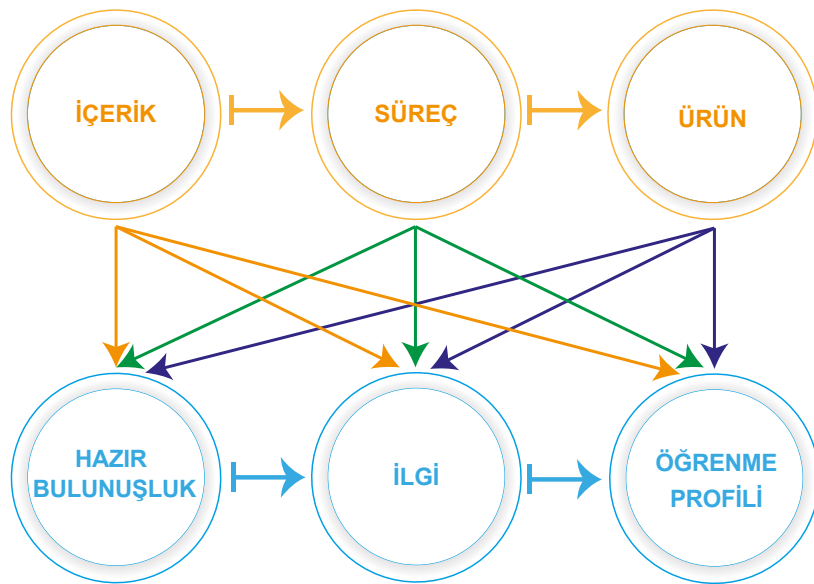 İÇERİK
SÜREÇ
ÜRÜN
HAZIR
BULUNUŞLUK
İLGİ
ÖĞRENME
PROFİLİ